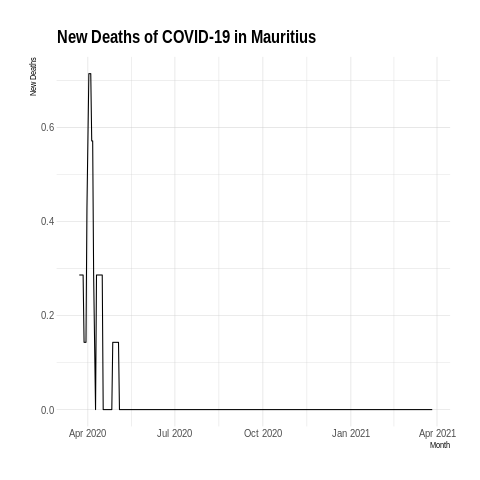 New Deaths of COVID-19 in Mauritius
New Deaths
0.6
0.4
0.2
0.0
Apr 2020 Jul 2020 Oct 2020 Jan 2021 Apr 2021
Month